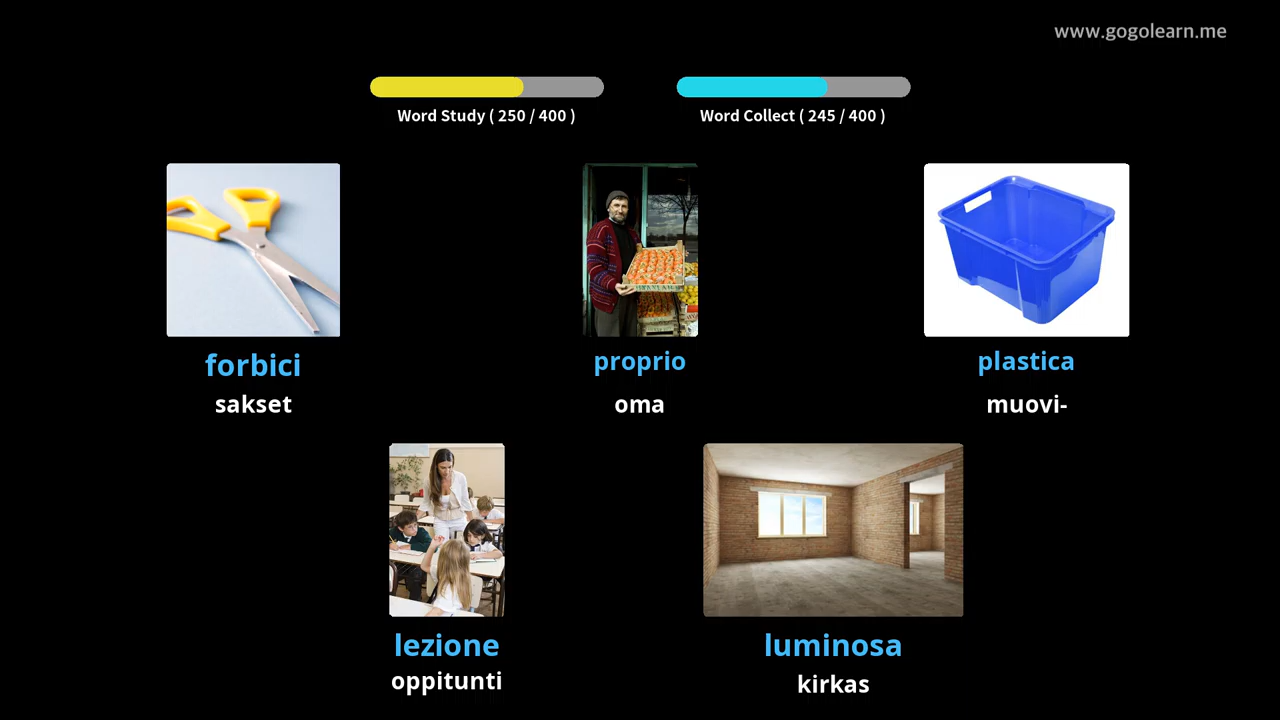 www.gogolearn.me
Word Study ( 250 / 400 )
Word Collect ( 245 / 400 )
forbici
proprio
plastica
sakset
oma
muovi-
lezione
luminosa
oppitunti
kirkas